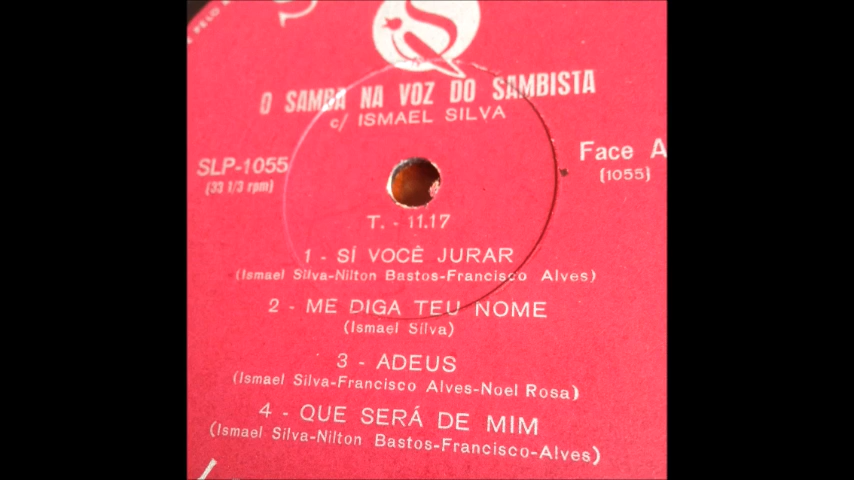 E PELO
S
O SAMBA NA VOZ DO SAMBISTA
c/ ISMAEL SILVA
SLP-1055
(33 1/3 rpm)
Face A
(1055)
T. - 11.17
1 - SÍ VOCÊ JURAR
(Ismael Silva-Nilton Bastos-Francisco Alves)
2 - ME DIGA TEU NOME
(Ismael Silva)
3 - ADEUS
(Ismael Silva-Francisco Alves-Noel Rosa)
4 - QUE SERÁ DE MIM
(Ismael Silva-Nilton Bastos-Francisco-Alves)